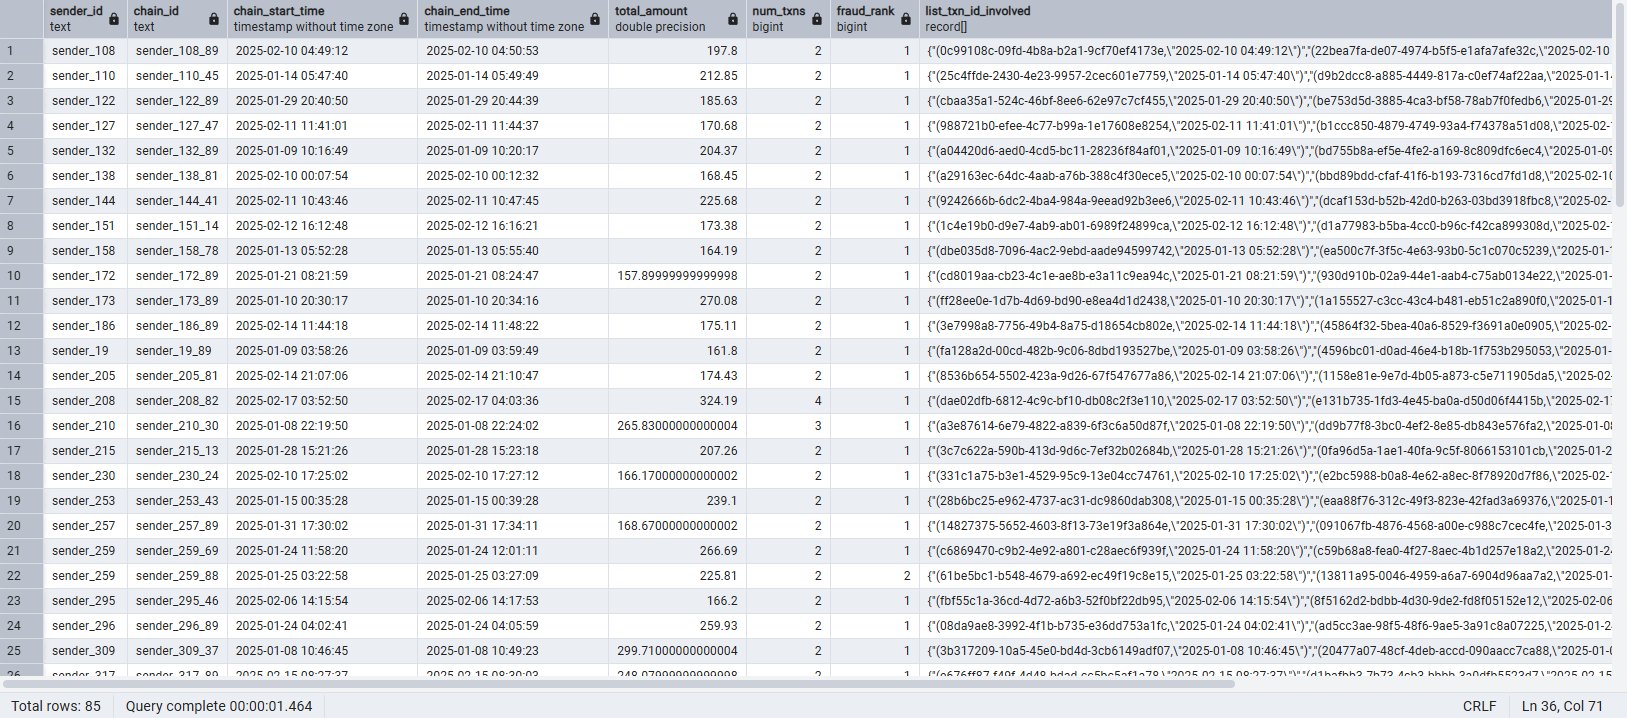 sender_id chain_id chain_start_time chain_end_time total_amount num_txns fraud_rank list_txn_id_involved
text text timestamp without time zone timestamp without time zone double precision bigint bigint record[]
1 sender_108 sender_108_89 2025-02-10 04:49:12 2025-02-10 04:50:53 197.8 2 1 {"(0c99108c-09fd-4b8a-b2a1-9cf70ef4173e,\"2025-02-10 04:49:12\")","(22bea7fa-de07-4974-b5f5-e1afa7afe32c,\"2025-02-10
2 sender_110 sender_110_45 2025-01-14 05:47:40 2025-01-14 05:49:49 212.85 2 1 {"(25c4ffde-2430-4e23-9957-2cec601e7759,\"2025-01-14 05:47:40\")","(d9b2dcc8-a885-4449-817a-c0ef74af22aa,\"2025-01-1
3 sender_122 sender_122_89 2025-01-29 20:40:50 2025-01-29 20:44:39 185.63 2 1 {"(cbaa35a1-524c-46bf-8ee6-62e97c7cf455,\"2025-01-29 20:40:50\")","(be753d5d-3885-4ca3-bf58-78ab7f0fedb6,\"2025-01-29
4 sender_127 sender_127_47 2025-02-11 11:41:01 2025-02-11 11:44:37 170.68 2 1 {"(988721b0-efee-4c77-b99a-1e17608e8254,\"2025-02-11 11:41:01\")","(b1ccc850-4879-4749-93a4-f74378a51d08,\"2025-02-
5 sender_132 sender_132_89 2025-01-09 10:16:49 2025-01-09 10:20:17 204.37 2 1 {"(a04420d6-aed0-4cd5-bc11-28236f84af01,\"2025-01-09 10:16:49\")","(bd755b8a-ef5e-4fe2-a169-8c809dfc6ec4,\"2025-01-09
6 sender_138 sender_138_81 2025-02-10 00:07:54 2025-02-10 00:12:32 168.45 2 1 {"(a29163ec-64dc-4aab-a76b-388c4f30ece5,\"2025-02-10 00:07:54\")","(bbd89bdd-cfaf-41f6-b193-7316cd7fd1d8,\"2025-02-10
7 sender_144 sender_144_41 2025-02-11 10:43:46 2025-02-11 10:47:45 225.68 2 1 {"(9242666b-6dc2-4ba4-984a-9eead92b3ee6,\"2025-02-11 10:43:46\")","(dcaf153d-b52b-42d0-b263-03bd3918fbc8,\"2025-02-
8 sender_151 sender_151_14 2025-02-12 16:12:48 2025-02-12 16:16:21 173.38 2 1 {"(1c4e19b0-d9e7-4ab9-ab01-6989f24899ca,\"2025-02-12 16:12:48\")","(d1a77983-b5ba-4cc0-b96c-f42ca899308d,\"2025-02-
9 sender_158 sender_158_78 2025-01-13 05:52:28 2025-01-13 05:55:40 164.19 2 1 {"(dbe035d8-7096-4ac2-9ebd-aade94599742,\"2025-01-13 05:52:28\")","(ea500c7f-3f5c-4e63-93b0-5c1c070c5239,\"2025-01-
10 sender_172 sender_172_89 2025-01-21 08:21:59 2025-01-21 08:24:47 157.89999999999998 2 1 {"(cd8019aa-cb23-4c1e-ae8b-e3a11c9ea94c,\"2025-01-21 08:21:59\")","(930d910b-02a9-44e1-aab4-c75ab0134e22,\"2025-01-
11 sender_173 sender_173_89 2025-01-10 20:30:17 2025-01-10 20:34:16 270.08 2 1 {"(ff28ee0e-1d7b-4d69-bd90-e8ea4d1d2438,\"2025-01-10 20:30:17\")","(1a155527-c3cc-43c4-b481-eb51c2a890f0,\"2025-01-1
12 sender_186 sender_186_89 2025-02-14 11:44:18 2025-02-14 11:48:22 175.11 2 1 {"(3e7998a8-7756-49b4-8a75-d18654cb802e,\"2025-02-14 11:44:18\")","(45864f32-5bea-40a6-8529-f3691a0e0905,\"2025-02-
13 sender_19 sender_19_89 2025-01-09 03:58:26 2025-01-09 03:59:49 161.8 2 1 {"(fa128a2d-00cd-482b-9c06-8dbd193527be,\"2025-01-09 03:58:26\")","(4596bc01-d0ad-46e4-b18b-1f753b295053,\"2025-01-
14 sender_205 sender_205_81 2025-02-14 21:07:06 2025-02-14 21:10:47 174.43 2 1 {"(8536b654-5502-423a-9d26-67f547677a86,\"2025-02-14 21:07:06\")","(1158e81e-9e7d-4b05-a873-c5e711905da5,\"2025-02-
15 sender_208 sender_208_82 2025-02-17 03:52:50 2025-02-17 04:03:36 324.19 4 1 {"(dae02dfb-6812-4c9c-bf10-db08c2f3e110,\"2025-02-17 03:52:50\")","(e131b735-1fd3-4e45-ba0a-d50d06f4415b,\"2025-02-1
16 sender_210 sender_210_30 2025-01-08 22:19:50 2025-01-08 22:24:02 265.83000000000004 3 1 {"(a3e87614-6e79-4822-a839-6f3c6a50d87f,\"2025-01-08 22:19:50\")","(dd9b77f8-3bc0-4ef2-8e85-db843e576fa2,\"2025-01-08
17 sender_215 sender_215_13 2025-01-28 15:21:26 2025-01-28 15:23:18 207.26 2 1 {"(3c7c622a-590b-413d-9d6c-7ef32b02684b,\"2025-01-28 15:21:26\")","(0fa96d5a-1ae1-40fa-9c5f-8066153101cb,\"2025-01-2
18 sender_230 sender_230_24 2025-02-10 17:25:02 2025-02-10 17:27:12 166.17000000000002 2 1 {"(331c1a75-b3e1-4529-95c9-13e04cc74761,\"2025-02-10 17:25:02\")","(e2bc5988-b0a8-4e62-a8ec-8f78920d7f86,\"2025-02-
19 sender_253 sender_253_43 2025-01-15 00:35:28 2025-01-15 00:39:28 239.1 2 1 {"(28b6bc25-e962-4737-ac31-dc9860dab308,\"2025-01-15 00:35:28\")","(eaa88f76-312c-49f3-823e-42fad3a69376,\"2025-01-1
20 sender_257 sender_257_89 2025-01-31 17:30:02 2025-01-31 17:34:11 168.67000000000002 2 1 {"(14827375-5652-4603-8f13-73e19f3a864e,\"2025-01-31 17:30:02\")","(091067fb-4876-4568-a00e-c988c7cec4fe,\"2025-01-3
21 sender_259 sender_259_69 2025-01-24 11:58:20 2025-01-24 12:01:11 266.69 2 1 {"(c6869470-c9b2-4e92-a801-c28aec6f939f,\"2025-01-24 11:58:20\")","(c59b68a8-fea0-4f27-8aec-4b1d257e18a2,\"2025-01-24
22 sender_259 sender_259_88 2025-01-25 03:22:58 2025-01-25 03:27:09 225.81 2 2 {"(61be5bc1-b548-4679-a692-ec49f19c8e15,\"2025-01-25 03:22:58\")","(13811a95-0046-4959-a6a7-6904d96aa7a2,\"2025-01-
23 sender_295 sender_295_46 2025-02-06 14:15:54 2025-02-06 14:17:53 166.2 2 1 {"(fbf55c1a-36cd-4d72-a6b3-52f0bf22db95,\"2025-02-06 14:15:54\")","(8f5162d2-bdbb-4d30-9de2-fd8f05152e12,\"2025-02-06
24 sender_296 sender_296_89 2025-01-24 04:02:41 2025-01-24 04:05:59 259.93 2 1 {"(08da9ae8-3992-4f1b-b735-e36dd753a1fc,\"2025-01-24 04:02:41\")","(ad5cc3ae-98f5-48f6-9ae5-3a91c8a07225,\"2025-01-2
25 sender_309 sender_309_37 2025-01-08 10:46:45 2025-01-08 10:49:23 299.71000000000004 2 1 {"(3b317209-10a5-45e0-bd4d-3cb6149adf07,\"2025-01-08 10:46:45\")","(20477a07-48cf-4deb-accd-090aacc7ca88,\"2025-01-0
26 sender_317 sender_317_89 2025-02-15 08:27:37 2025-02-15 08:30:03 248.07999999999998 2 1
Total rows: 85 Query complete 00:00:01.464 CRLF Ln 36, Col 71